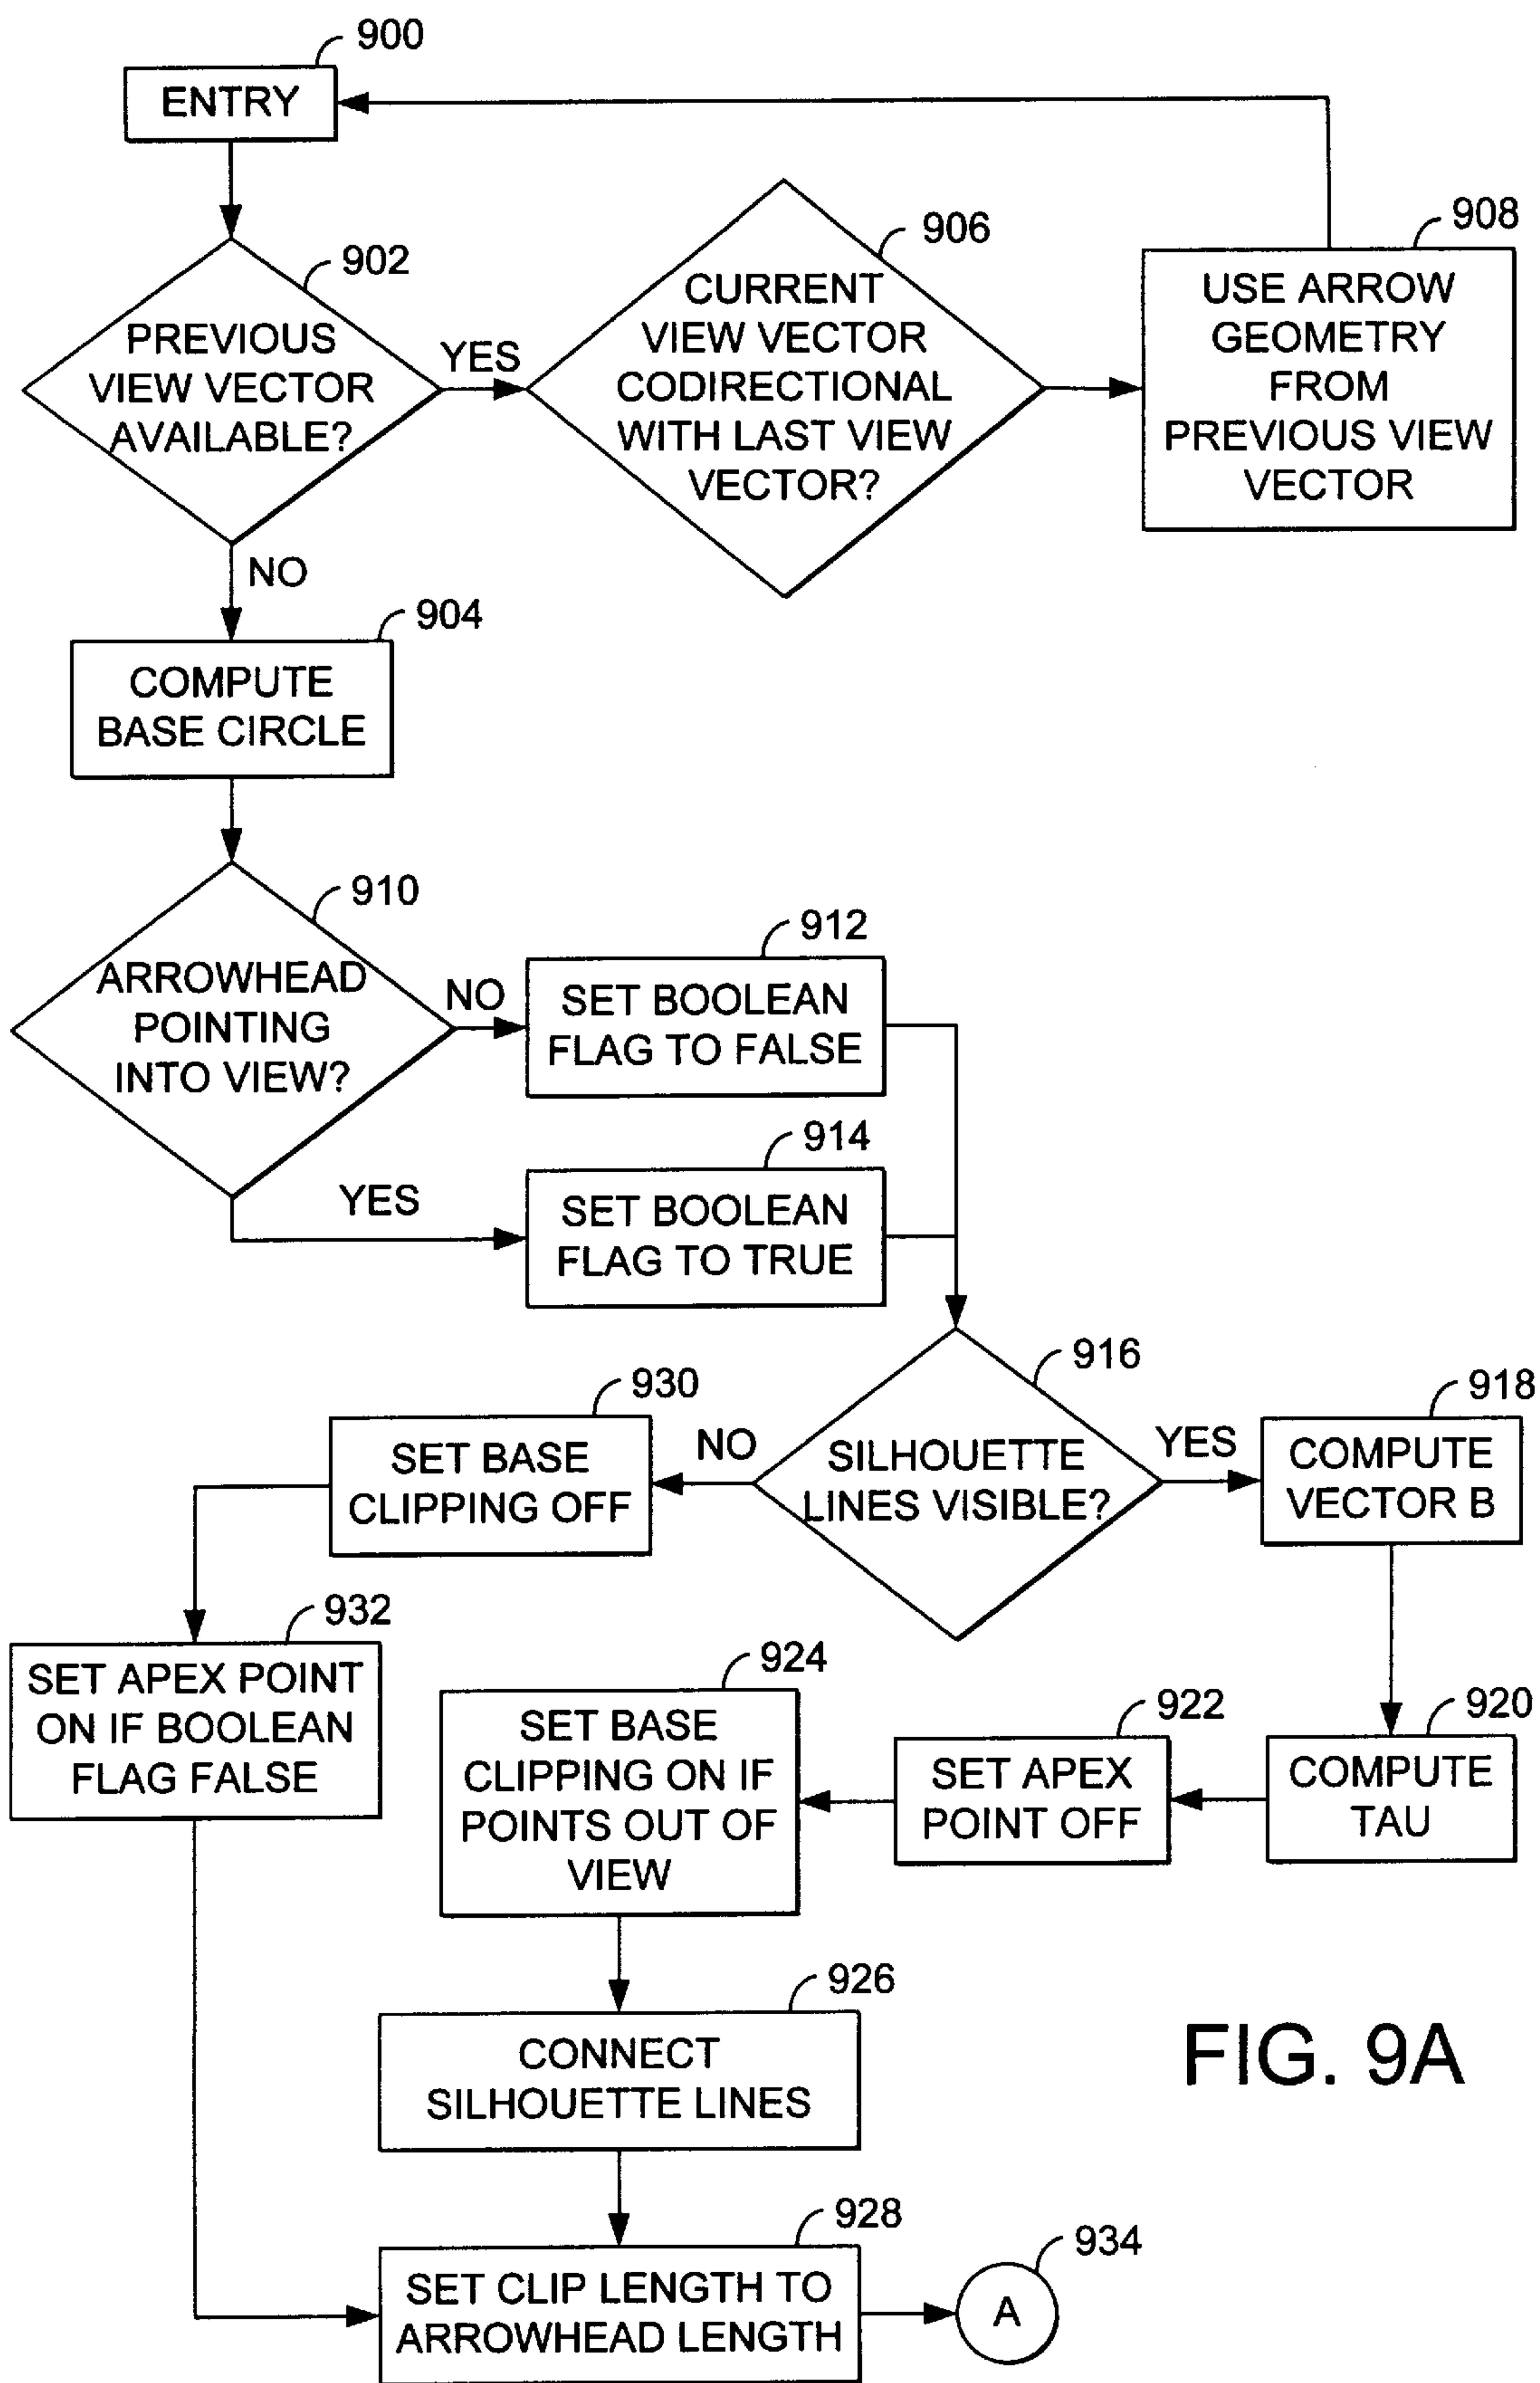 900
ENTRY
902
PREVIOUS
VIEW VECTOR
AVAILABLE?
YES
906
CURRENT
VIEW VECTOR
CODIRECTIONAL
WITH LAST VIEW
VECTOR?
908
USE ARROW
GEOMETRY
FROM
PREVIOUS VIEW
VECTOR
NO
904
COMPUTE
BASE CIRCLE
910
ARROWHEAD
POINTING
INTO VIEW?
NO
912
SET BOOLEAN
FLAG TO FALSE
YES
914
SET BOOLEAN
FLAG TO TRUE
916
SILHOUETTE
LINES VISIBLE?
YES
918
COMPUTE
VECTOR B
NO
930
SET BASE
CLIPPING OFF
932
SET APEX POINT
ON IF BOOLEAN
FLAG FALSE
920
COMPUTE
TAU
922
SET APEX
POINT OFF
924
SET BASE
CLIPPING ON IF
POINTS OUT OF
VIEW
926
CONNECT
SILHOUETTE LINES
928
SET CLIP LENGTH TO
ARROWHEAD LENGTH
934
A
FIG. 9A